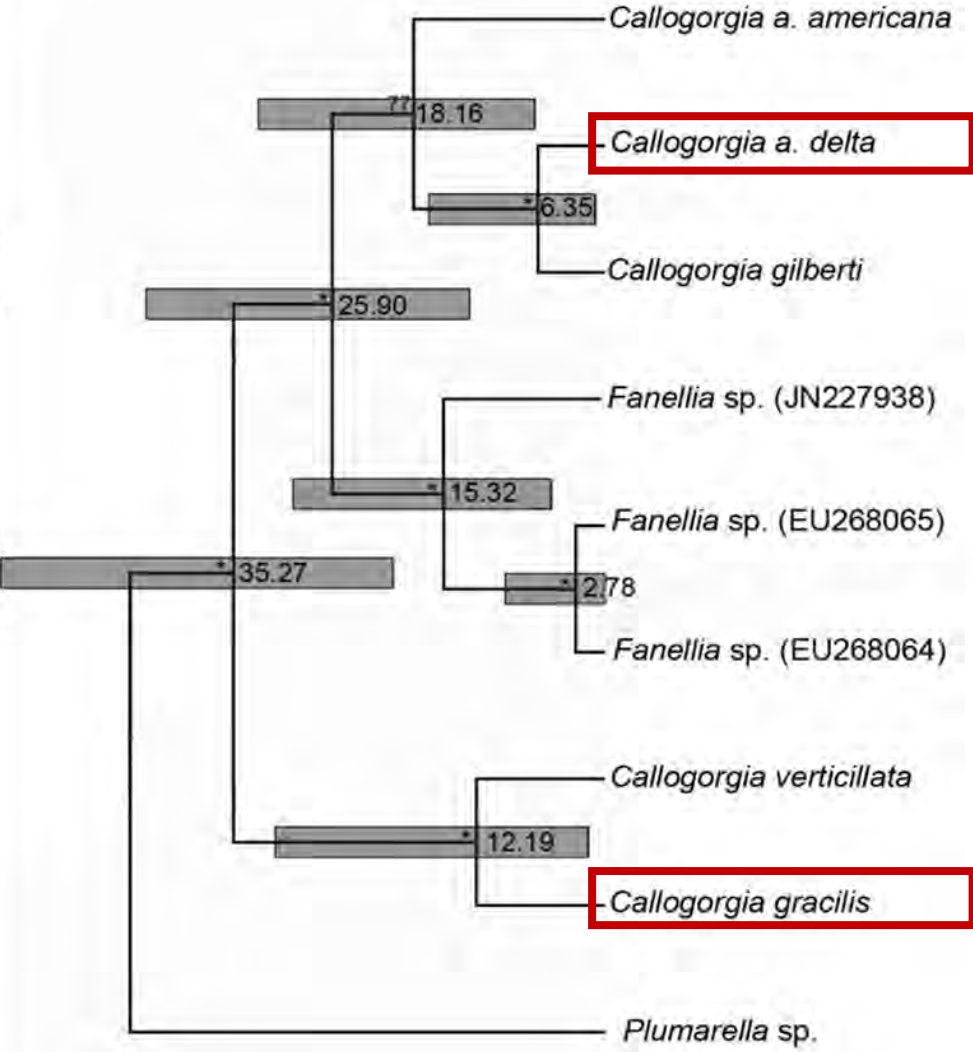 Callogorgia a. americana
77 18.16
Callogorgia a. delta
* 6.35
Callogorgia gilberti
* 25.90
Fanellia sp. (JN227938)
* 15.32
Fanellia sp. (EU268065)
* 35.27
* 2.78
Fanellia sp. (EU268064)
Callogorgia verticillata
* 12.19
Callogorgia gracilis
Plumarella sp.